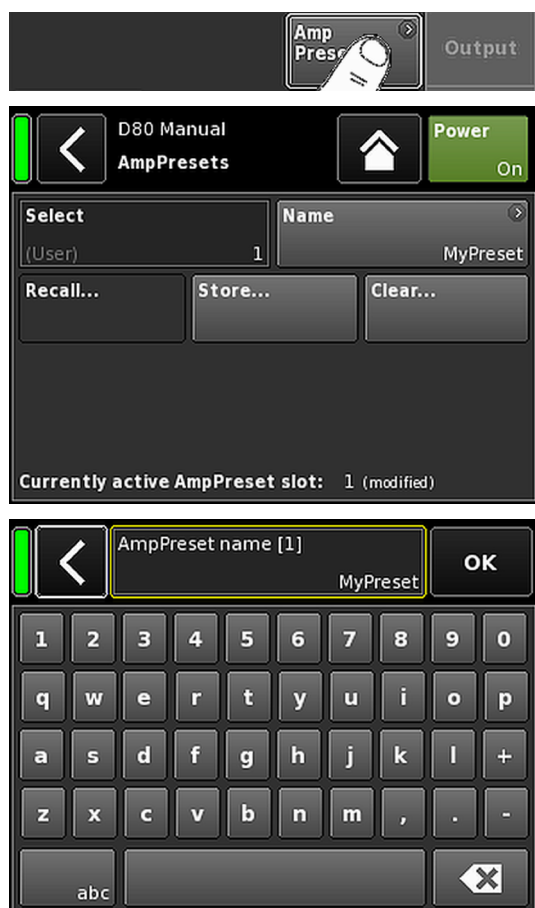 Amp
Output
D80 Manual
AmpPresets
Power
On
Select
(User)
1
Name
MyPreset
Recall...
Store...
Clear...
Currently active AmpPreset slot: 1 (modified)
AmpPreset name [1]
MyPreset
OK
1 2 3 4 5 6 7 8 9 0
q w e r t y u i o p
a s d f g h j k l +
z x c v b n m , . -
abc